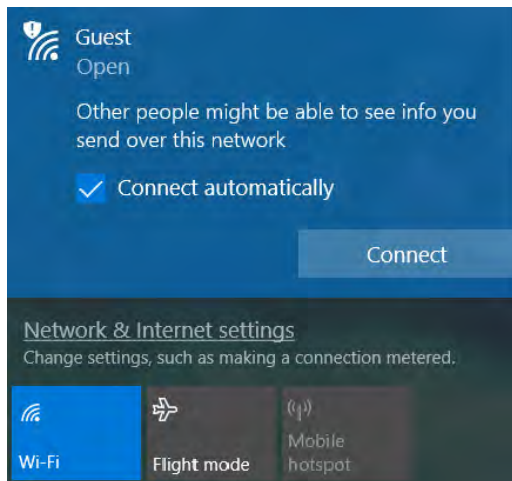 Guest
Open
Other people might be able to see info you
send over this network
Connect automatically
Connect
Network & Internet settings
Change settings, such as making a connection metered.
Wi-Fi
Flight mode
Mobile
hotspot